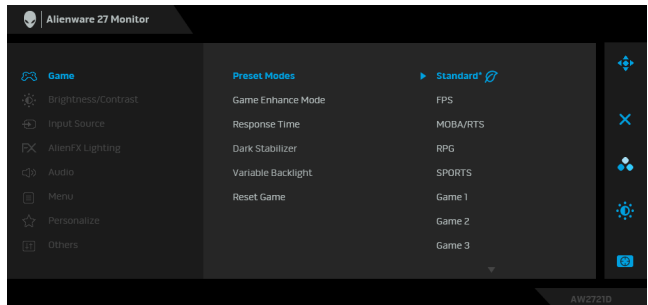 Alienware 27 Monitor
Game Preset Modes Standard*
Brightness/Contrast Game Enhance Mode FPS
Input Source Response Time MOBA/RTS
AlienFX Lighting Dark Stabilizer RPG
Audio Variable Backlight SPORTS
Menu Reset Game Game 1
Personalize Game 2
Others Game 3
AW2721D